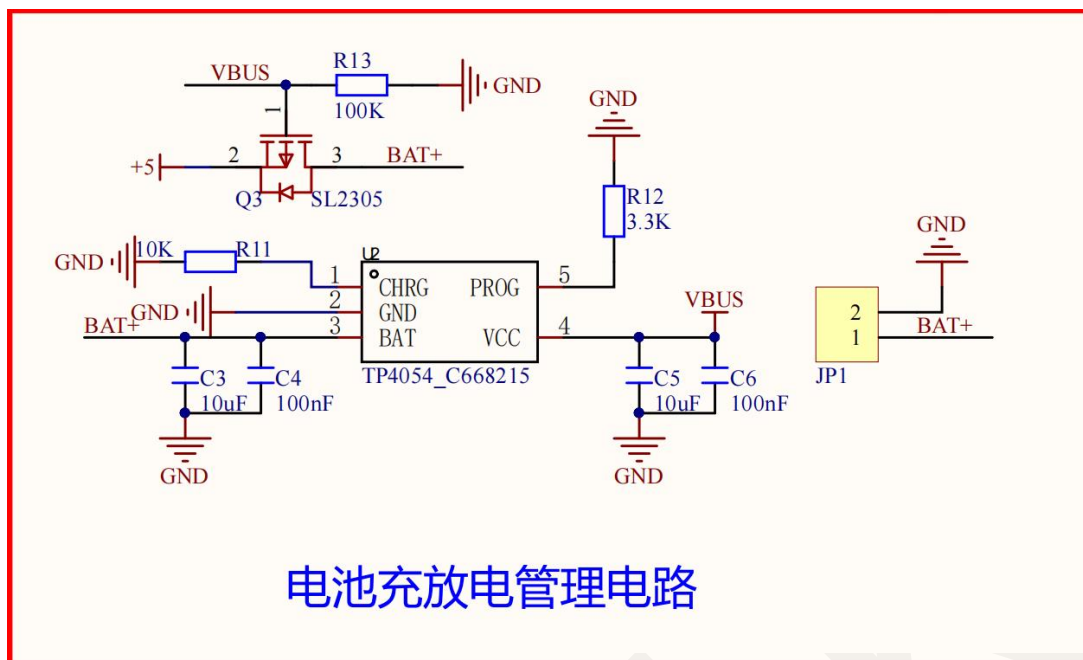 R13
VBUS
GND
100K
1
GND
2
3
BAT+
+5
Q3
SL2305
R12
3.3K
GND
10K
R11
U2
GND
1
CHRG
PROG
5
VBUS
GND
2
GND
2
BAT+
BAT+
3
BAT
VCC
4
1
TP4054_C668215
JP1
C3
C4
C5
C6
10uF
100nF
10uF
100nF
GND
GND
电池充放电管理电路